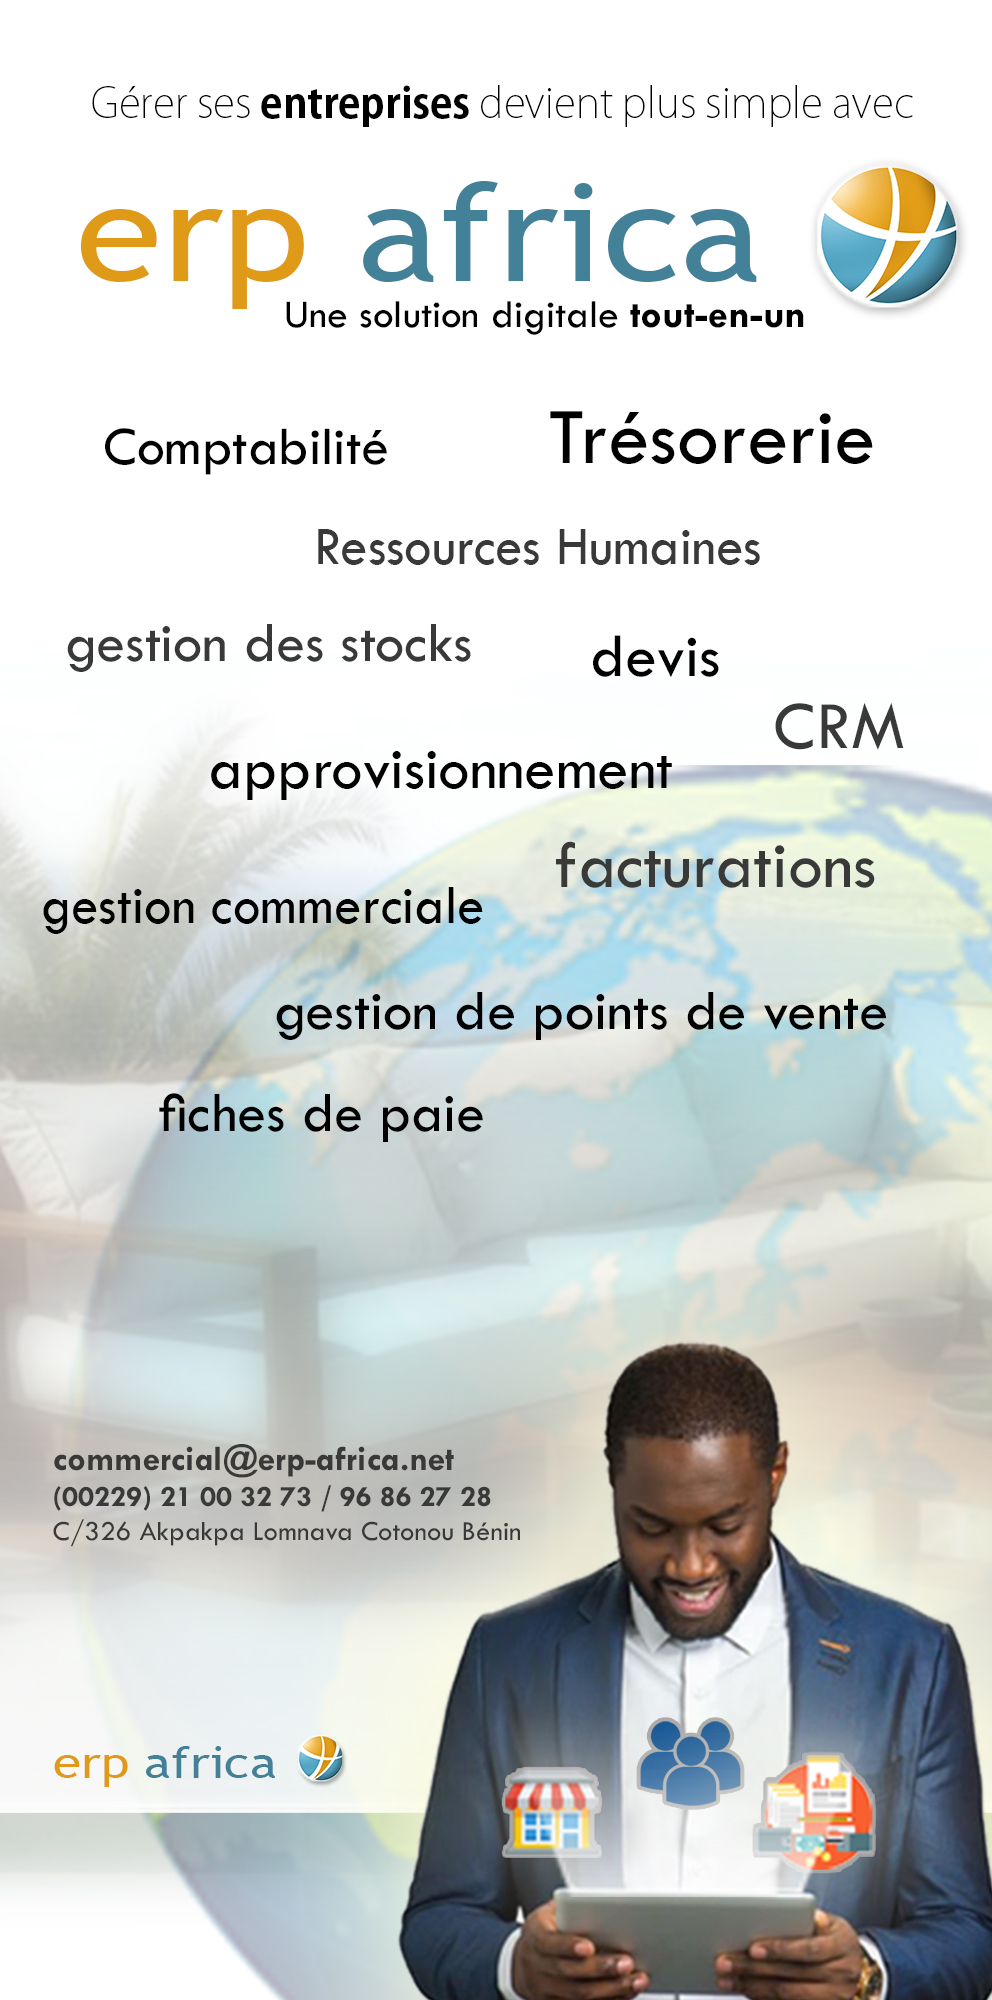 Gérer ses entreprises devient plus simple avec
erp africa
Une solution digitale tout-en-un
Comptabilité
Trésorerie
Ressources Humaines
gestion des stocks
devis
CRM
approvisionnement
facturations
gestion commerciale
gestion de points de vente
fiches de paie
commercial@erp-africa.net
(00229) 21 00 32 73 / 96 86 27 28
C/326 Akpakpa Lomnava Cotonou Bénin
erp africa